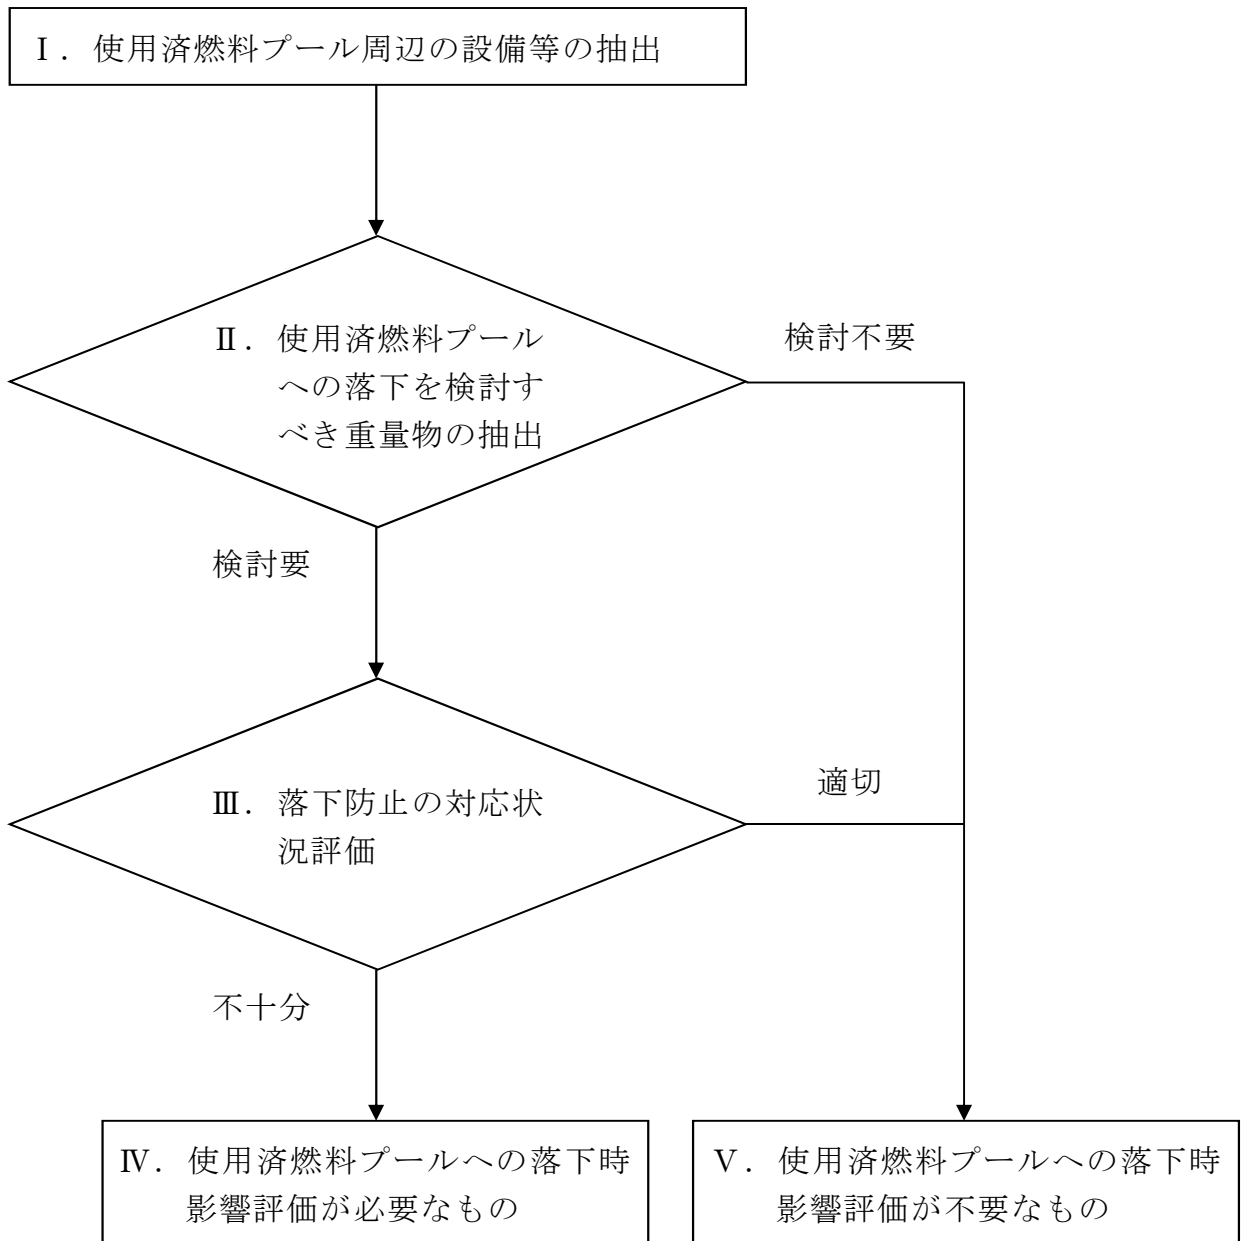 Ⅰ. 使用済燃料プール周辺の設備等の抽出
Ⅱ. 使用済燃料プール
への落下を検討す
べき重量物の抽出
検討不要
検討要
Ⅲ. 落下防止の対応状
況評価
適切
不十分
Ⅳ. 使用済燃料プールへの落下時
影響評価が必要なもの
Ⅴ. 使用済燃料プールへの落下時
影響評価が不要なもの